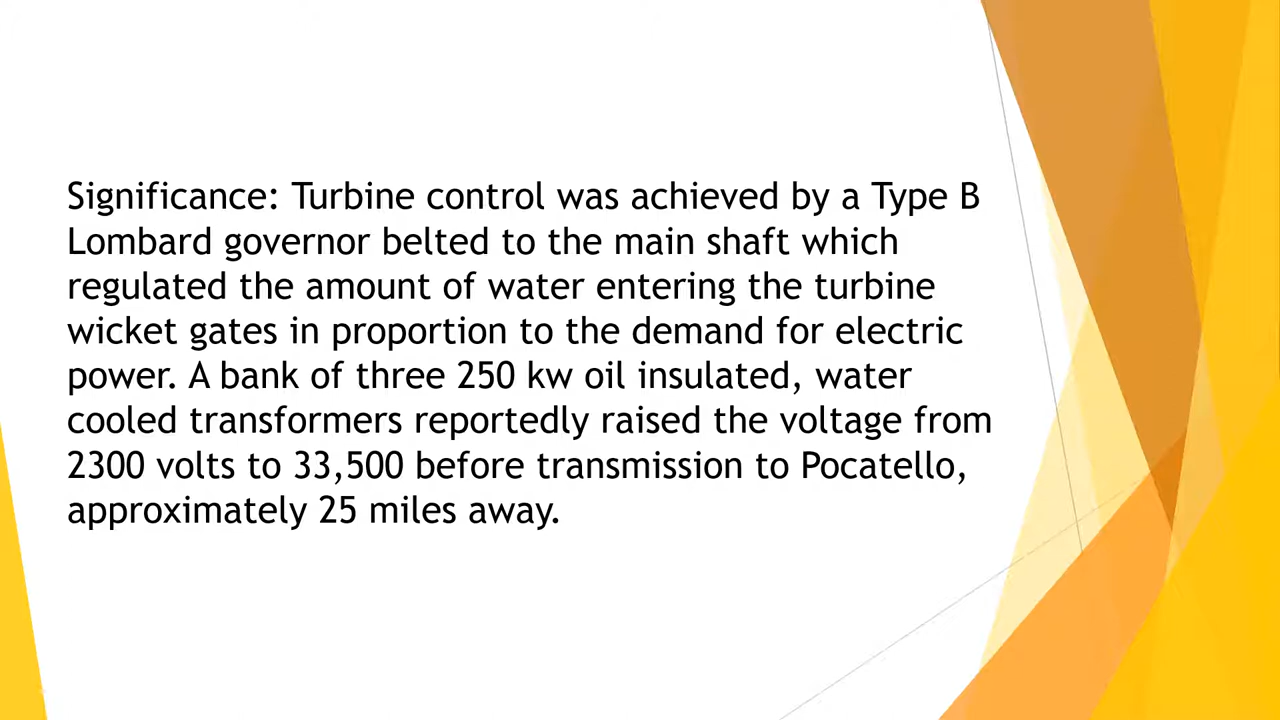 Significance: Turbine control was achieved by a Type B
Lombard governor belted to the main shaft which
regulated the amount of water entering the turbine
wicket gates in proportion to the demand for electric
power. A bank of three 250 kw oil insulated, water
cooled transformers reportedly raised the voltage from
2300 volts to 33,500 before transmission to Pocatello,
approximately 25 miles away.